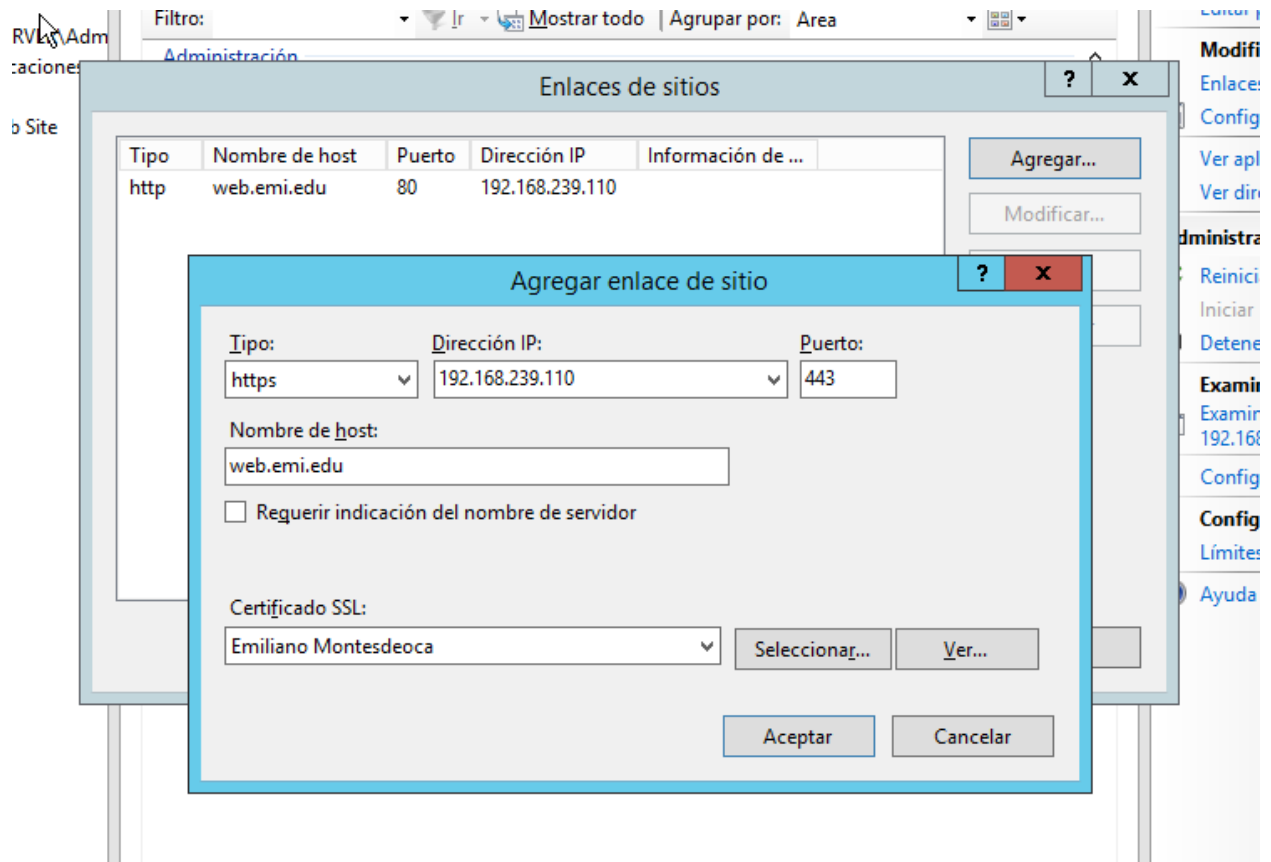 Filtro: Ir Mostrar todo Agrupar por: Area
Administración
b Site
Enlaces de sitios ? x
Tipo Nombre de host Puerto Dirección IP Información de ...
http web.emi.edu 80 192.168.239.110
Agregar...
Modificar...
Agregar enlace de sitio ? x
Tipo: Dirección IP: Puerto:
https 192.168.239.110 443
Nombre de host:
web.emi.edu
Requerir indicación del nombre de servidor
Certificado SSL:
Emiliano Montesdeoca Seleccionar... Ver...
Aceptar Cancelar
Modifi
Enlaces
Config
Ver apl
Ver dir
dministra
Reinici
Iniciar
Detene
Examin
Examin
192.168
Config
Config
Límites
Ayuda